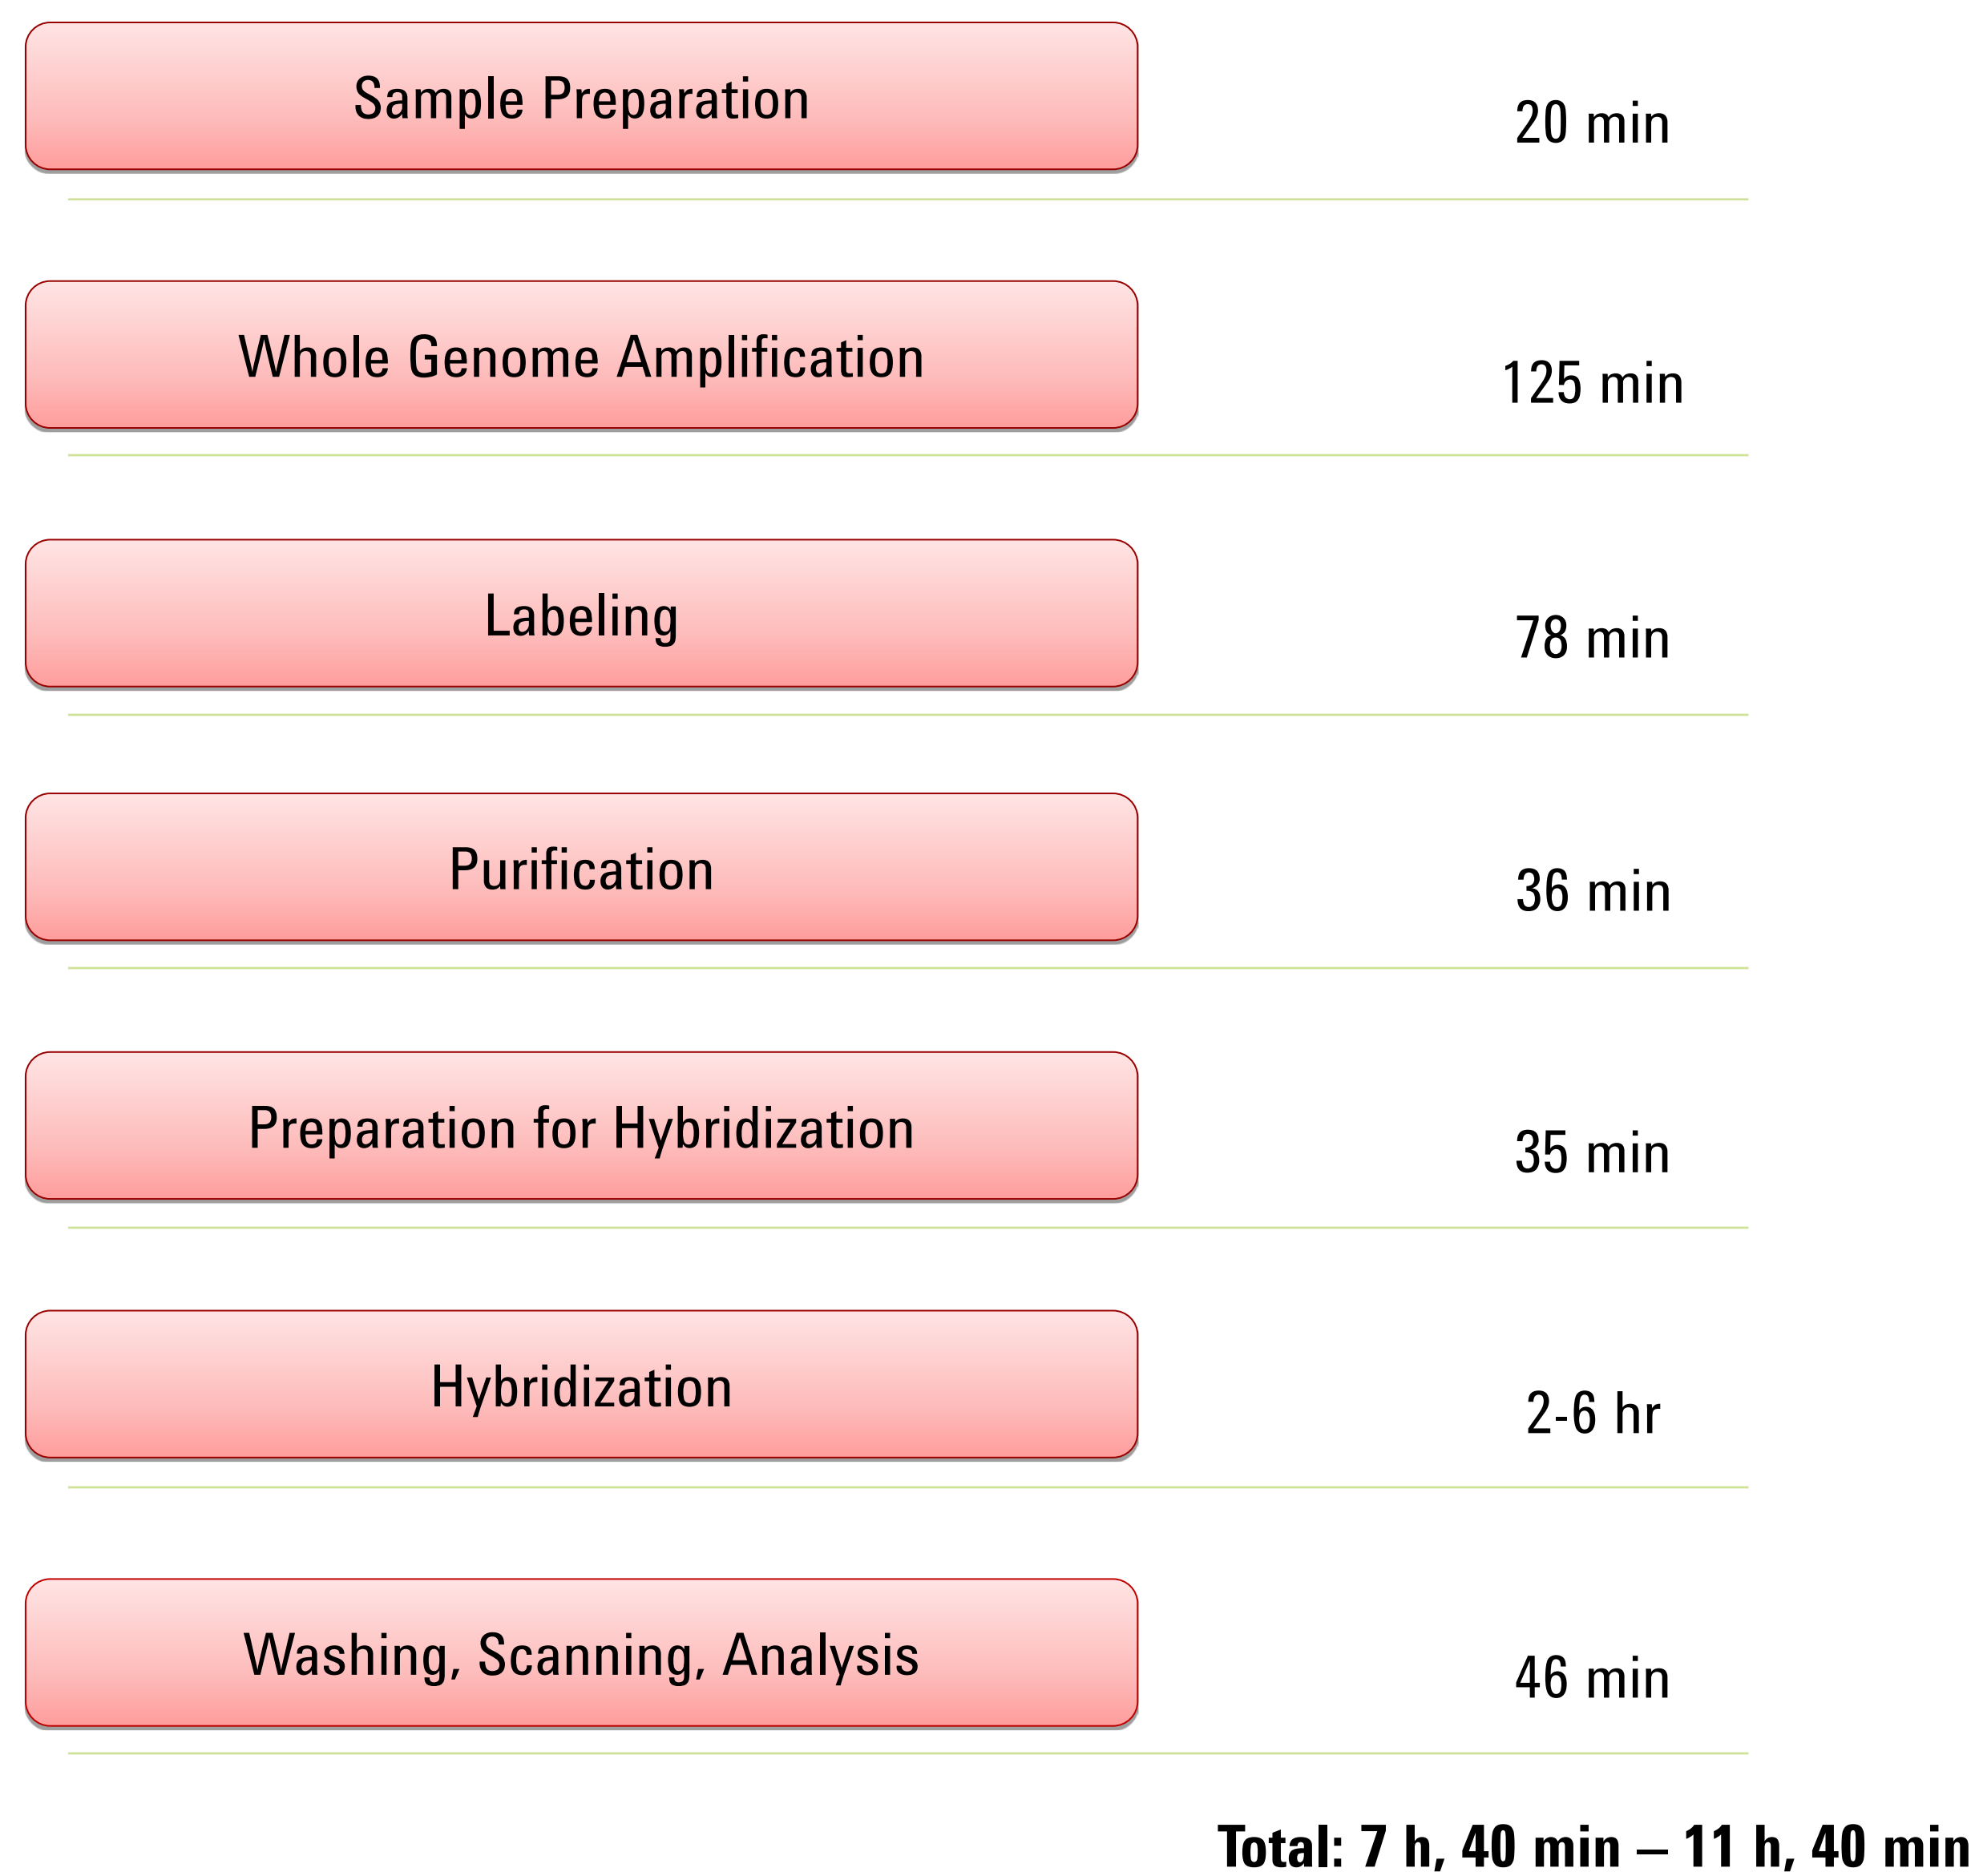 Sample Preparation
20 min
Whole Genome Amplification
125 min
Labeling
78 min
Purification
36 min
Preparation for Hybridization
35 min
Hybridization
2-6 hr
Washing, Scanning, Analysis
46 min
Total: 7 h, 40 min – 11 h, 40 min